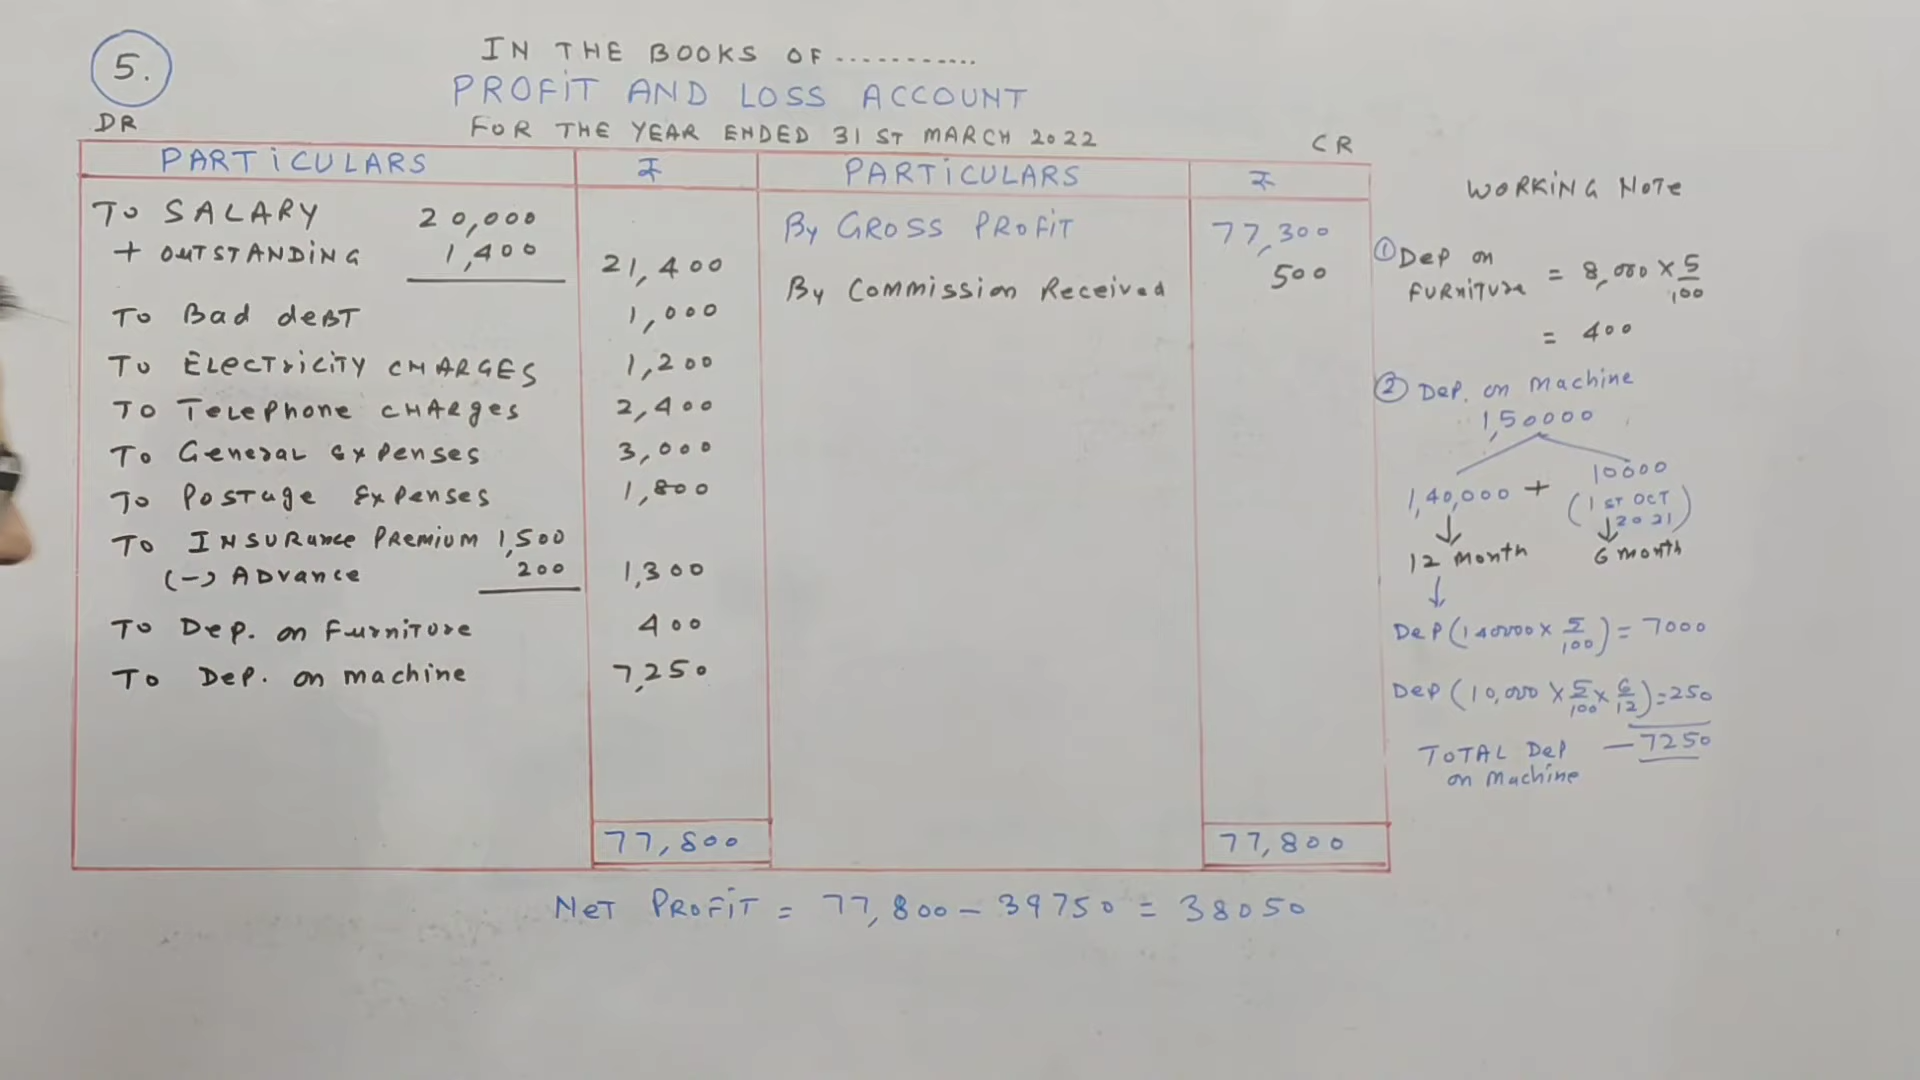 5.
IN THE BOOKS OF ...........
PROFIT AND LOSS ACCOUNT
FOR THE YEAR ENDED 31 ST MARCH 2022
DR
CR
PARTICULARS ₹ PARTICULARS ₹
To SALARY 20,000
+ OUTSTANDING 1,400 21,400
To Bad deBT 1,000
To ELECTRICITY CHARGES 1,200
To Telephone CHARges 2,400
To General Expenses 3,000
To Postage Expenses 1,800
To INSURance PREMIUM 1,500
(-) ADvance 200 1,300
To Dep. on Furniture 400
To Dep. on machine 7,250
77,800
By GROSS PROFIT 77,300
By Commission Received 500
77,800
NeT PROFIT = 77,800 – 39750 = 38050
WORKING NOTE
① Dep on FURNITURE = 8,000 × 5/100
= 400
② Dep. on machine
1,50000
1,40,000 + 10000
(1 ST OCT 2021)
12 month 6 month
Dep (140000 × 5/100) = 7000
Dep (10,000 × 5/100 × 6/12) = 250
TOTAL Dep — 7250
on machine